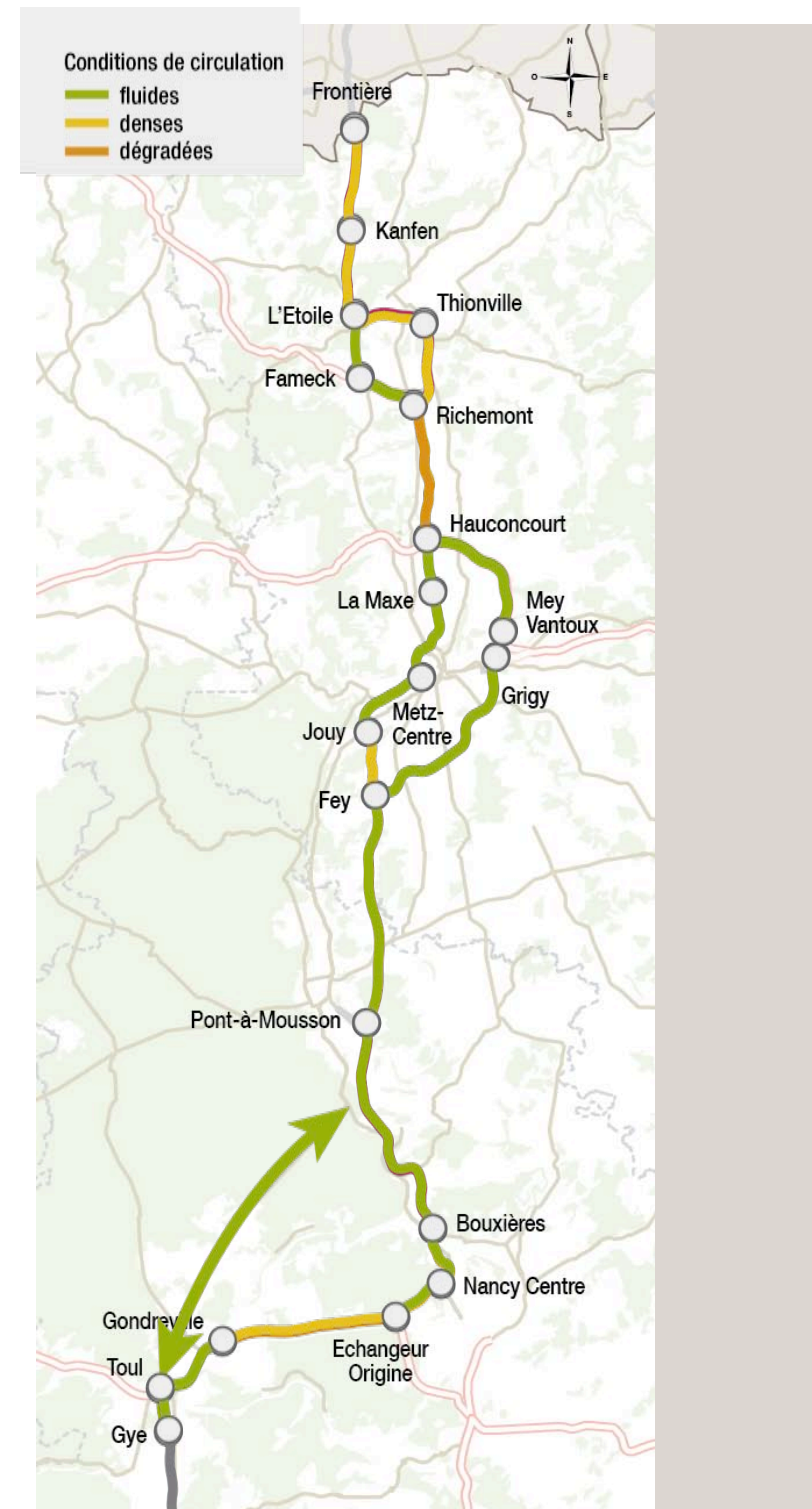 Conditions de circulation
fluides
denses
dégradées
N
O
E
S
Frontière
Kanfen
L'Etoile
Thionville
Fameck
Richemont
Hauconcourt
La Maxe
Mey
Vantoux
Grigy
Metz-
Centre
Jouy
Fey
Pont-à-Mousson
Bouxières
Nancy Centre
Gondreville
Echangeur
Origine
Toul
Gye